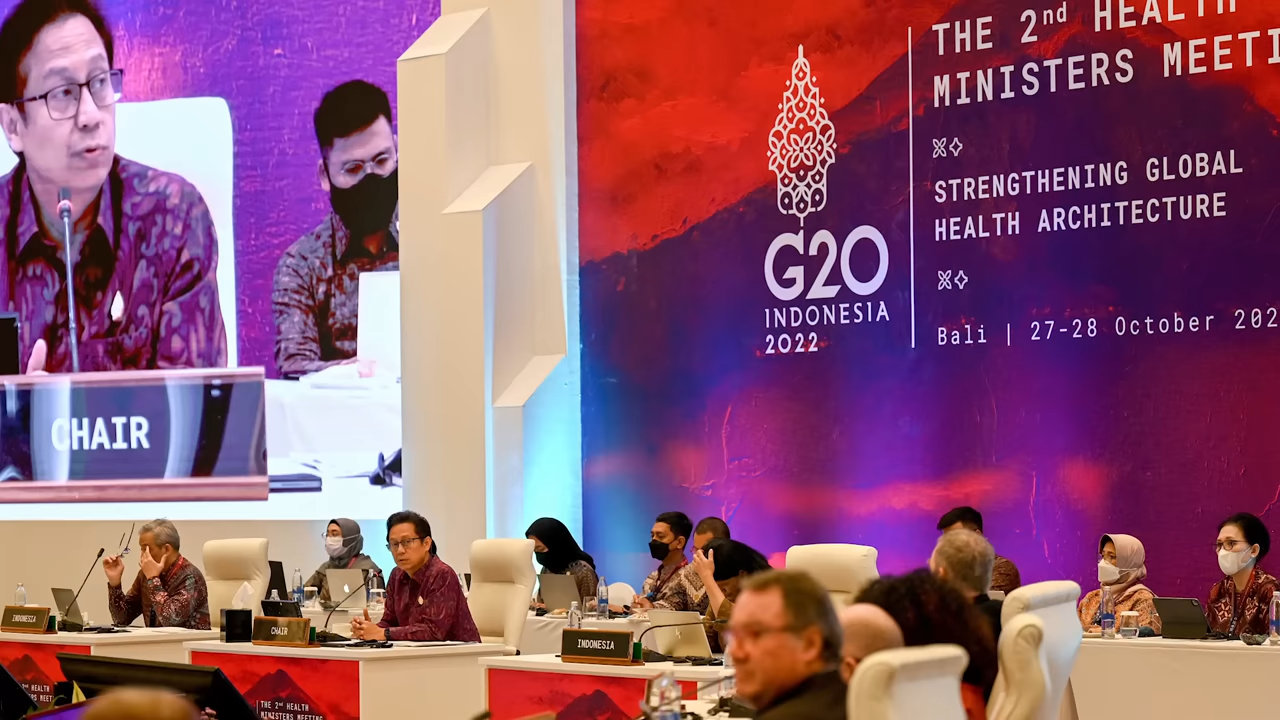 THE 2nd HEALTH
MINISTERS MEETI
STRENGTHENING GLOBAL
HEALTH ARCHITECTURE
Bali | 27-28 October 202
G20
INDONESIA
2022
CHAIR
INDONESIA
CHAIR
INDONESIA
THE 2nd HEALTH
MINISTERS MEETING